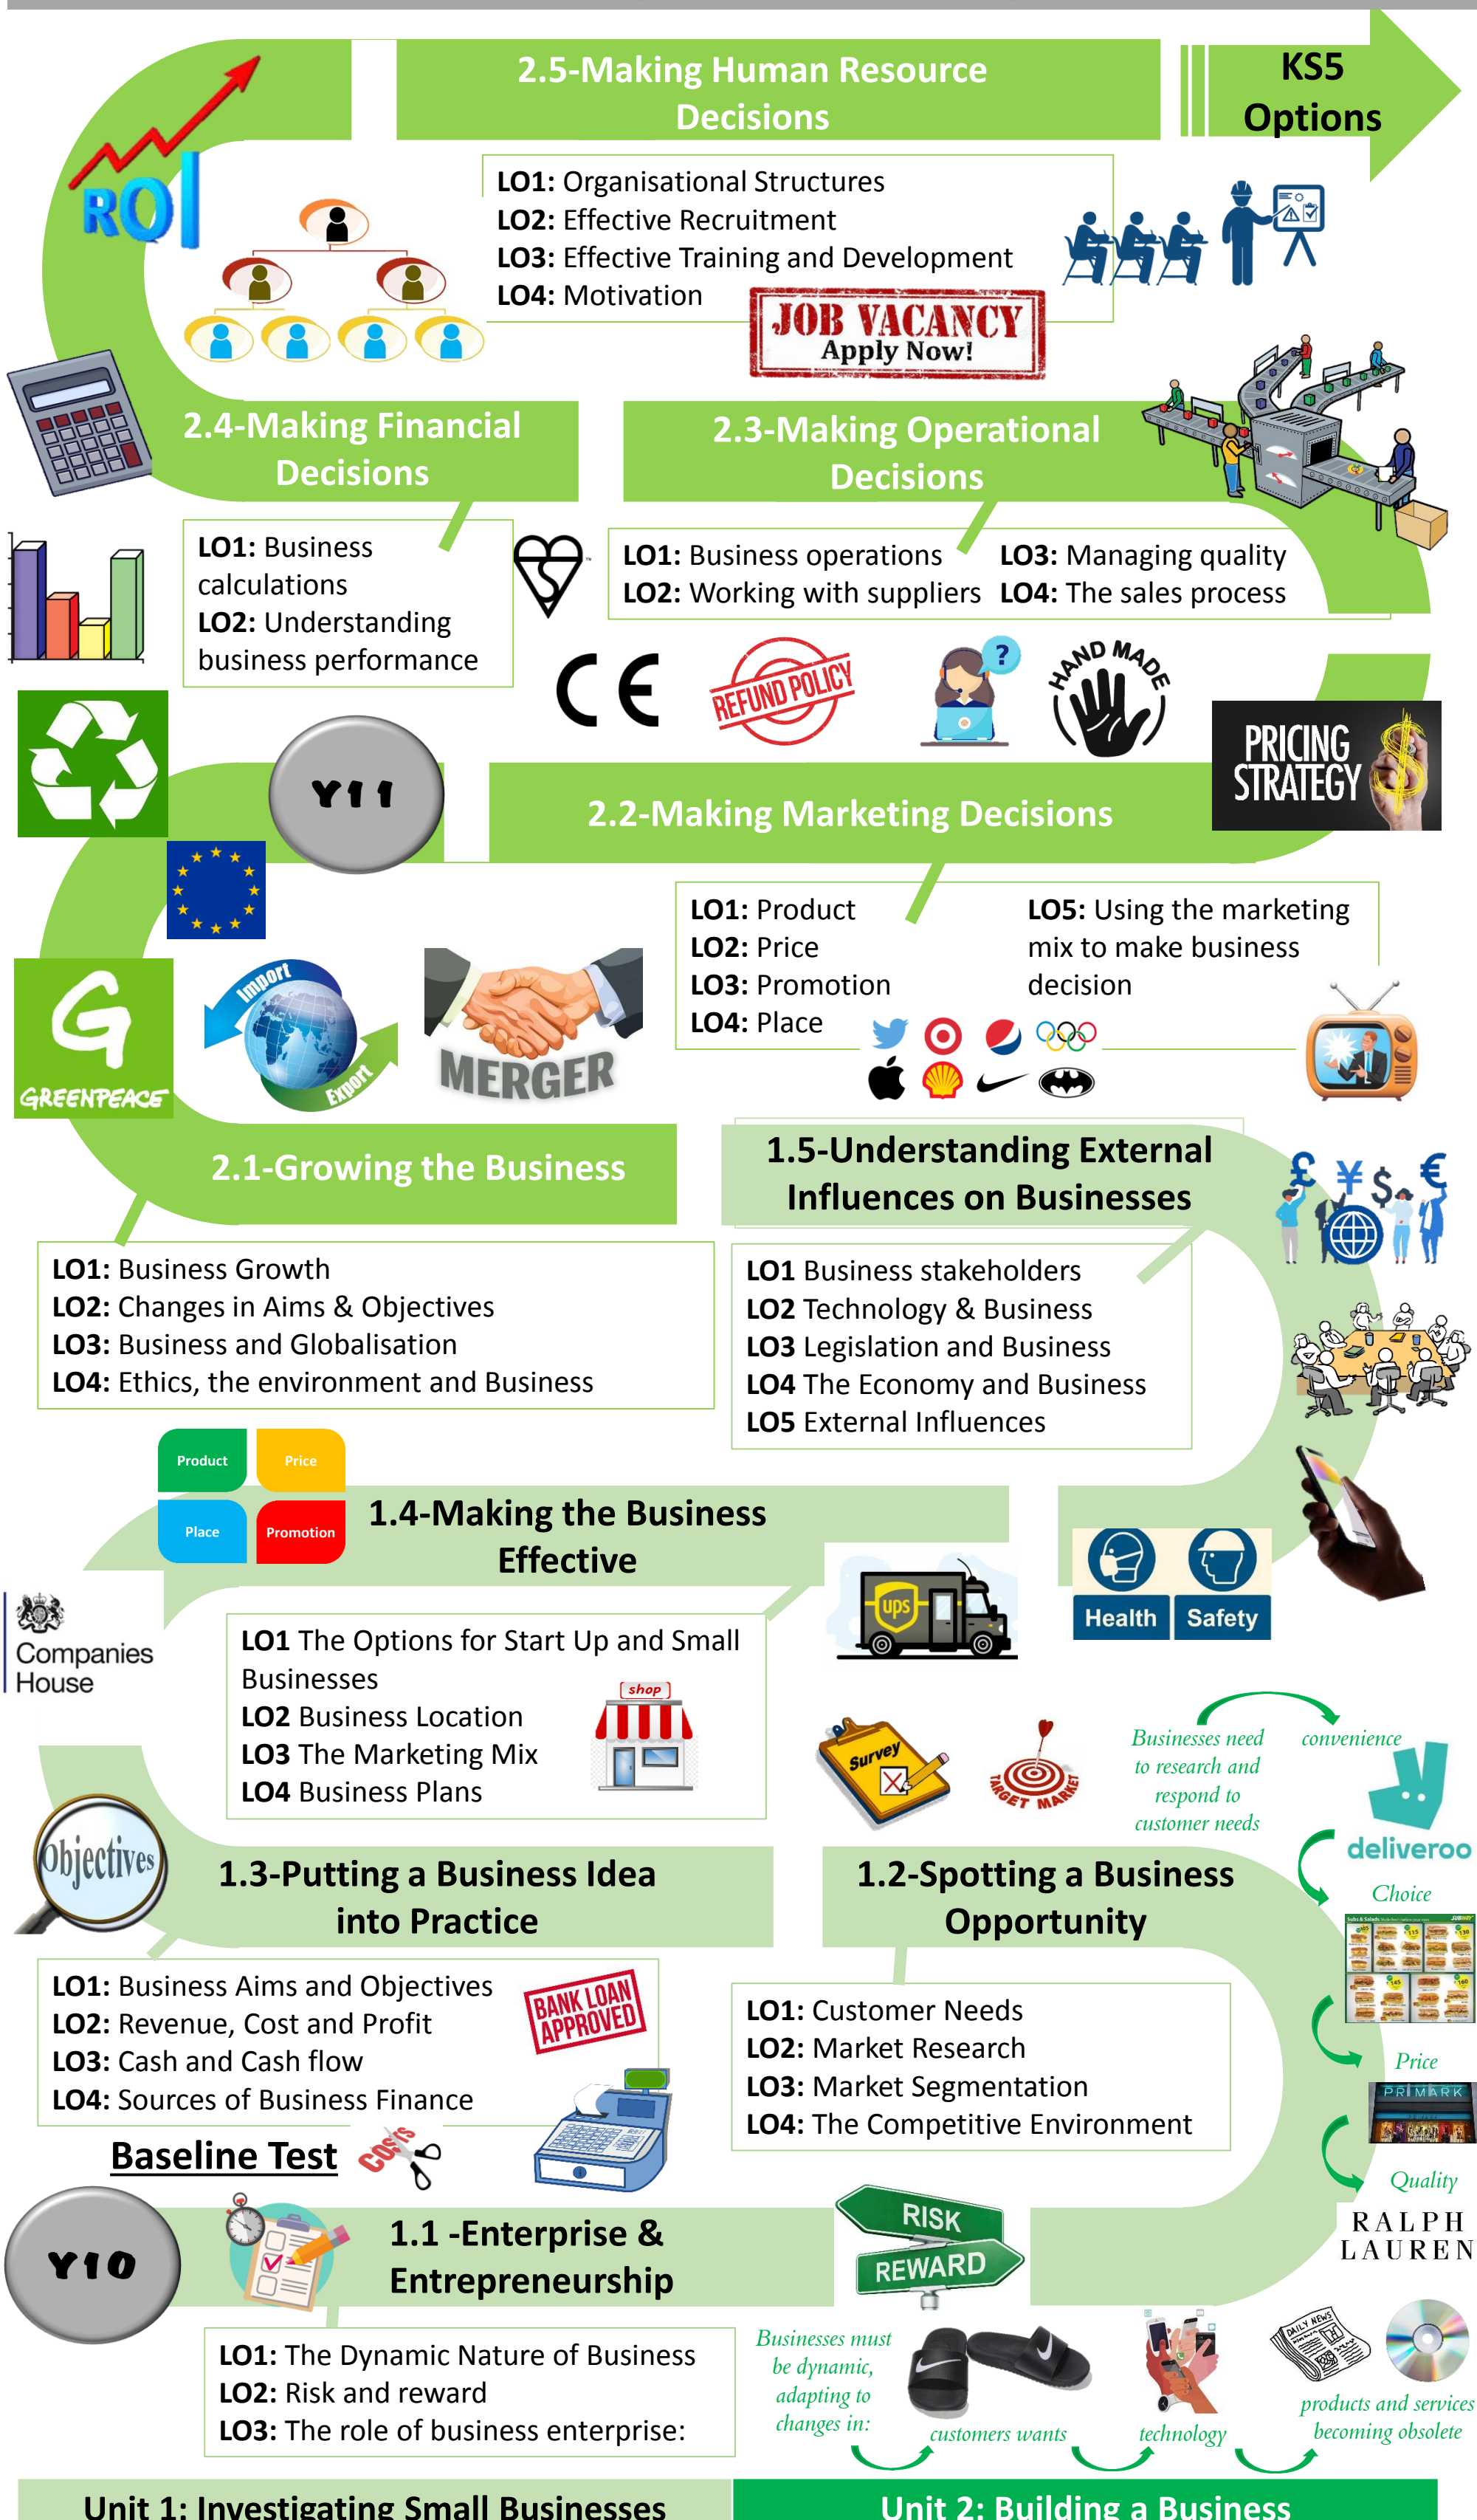 2.5-Making Human Resource
Decisions
KS5
Options
ROI
LO1: Organisational Structures
LO2: Effective Recruitment
LO3: Effective Training and Development
LO4: Motivation
JOB VACANCY
Apply Now!
2.4-Making Financial
Decisions
2.3-Making Operational
Decisions
LO1: Business
calculations
LO2: Understanding
business performance
LO1: Business operations
LO2: Working with suppliers
LO3: Managing quality
LO4: The sales process
CE
REFUND POLICY
?
HAND MADE
PRICING
STRATEGY
$
Y11
2.2-Making Marketing Decisions
LO1: Product
LO2: Price
LO3: Promotion
LO4: Place
LO5: Using the marketing
mix to make business
decision
G
GREENPEACE
Import
Export
MERGER
2.1-Growing the Business
1.5-Understanding External
Influences on Businesses
£ ¥ $ €
LO1: Business Growth
LO2: Changes in Aims & Objectives
LO3: Business and Globalisation
LO4: Ethics, the environment and Business
LO1 Business stakeholders
LO2 Technology & Business
LO3 Legislation and Business
LO4 The Economy and Business
LO5 External Influences
Product
Price
Place
Promotion
1.4-Making the Business
Effective
ups
Health
Safety
Companies
House
LO1 The Options for Start Up and Small
Businesses
LO2 Business Location
LO3 The Marketing Mix
LO4 Business Plans
shop
Survey
TARGET MARKET
Businesses need
to research and
respond to
customer needs
convenience
deliveroo
Objectives
1.3-Putting a Business Idea
into Practice
1.2-Spotting a Business
Opportunity
Choice
SUBWAY
LO1: Business Aims and Objectives
LO2: Revenue, Cost and Profit
LO3: Cash and Cash flow
LO4: Sources of Business Finance
BANK LOAN
APPROVED
LO1: Customer Needs
LO2: Market Research
LO3: Market Segmentation
LO4: The Competitive Environment
Price
PRIMARK
Quality
RALPH
LAUREN
Baseline Test
COSTS
Y10
1.1 -Enterprise &
Entrepreneurship
RISK
REWARD
LO1: The Dynamic Nature of Business
LO2: Risk and reward
LO3: The role of business enterprise:
Businesses must
be dynamic,
adapting to
changes in:
customers wants
technology
DAILY NEWS
products and services
becoming obsolete
Unit 1: Investigating Small Businesses
Unit 2: Building a Business